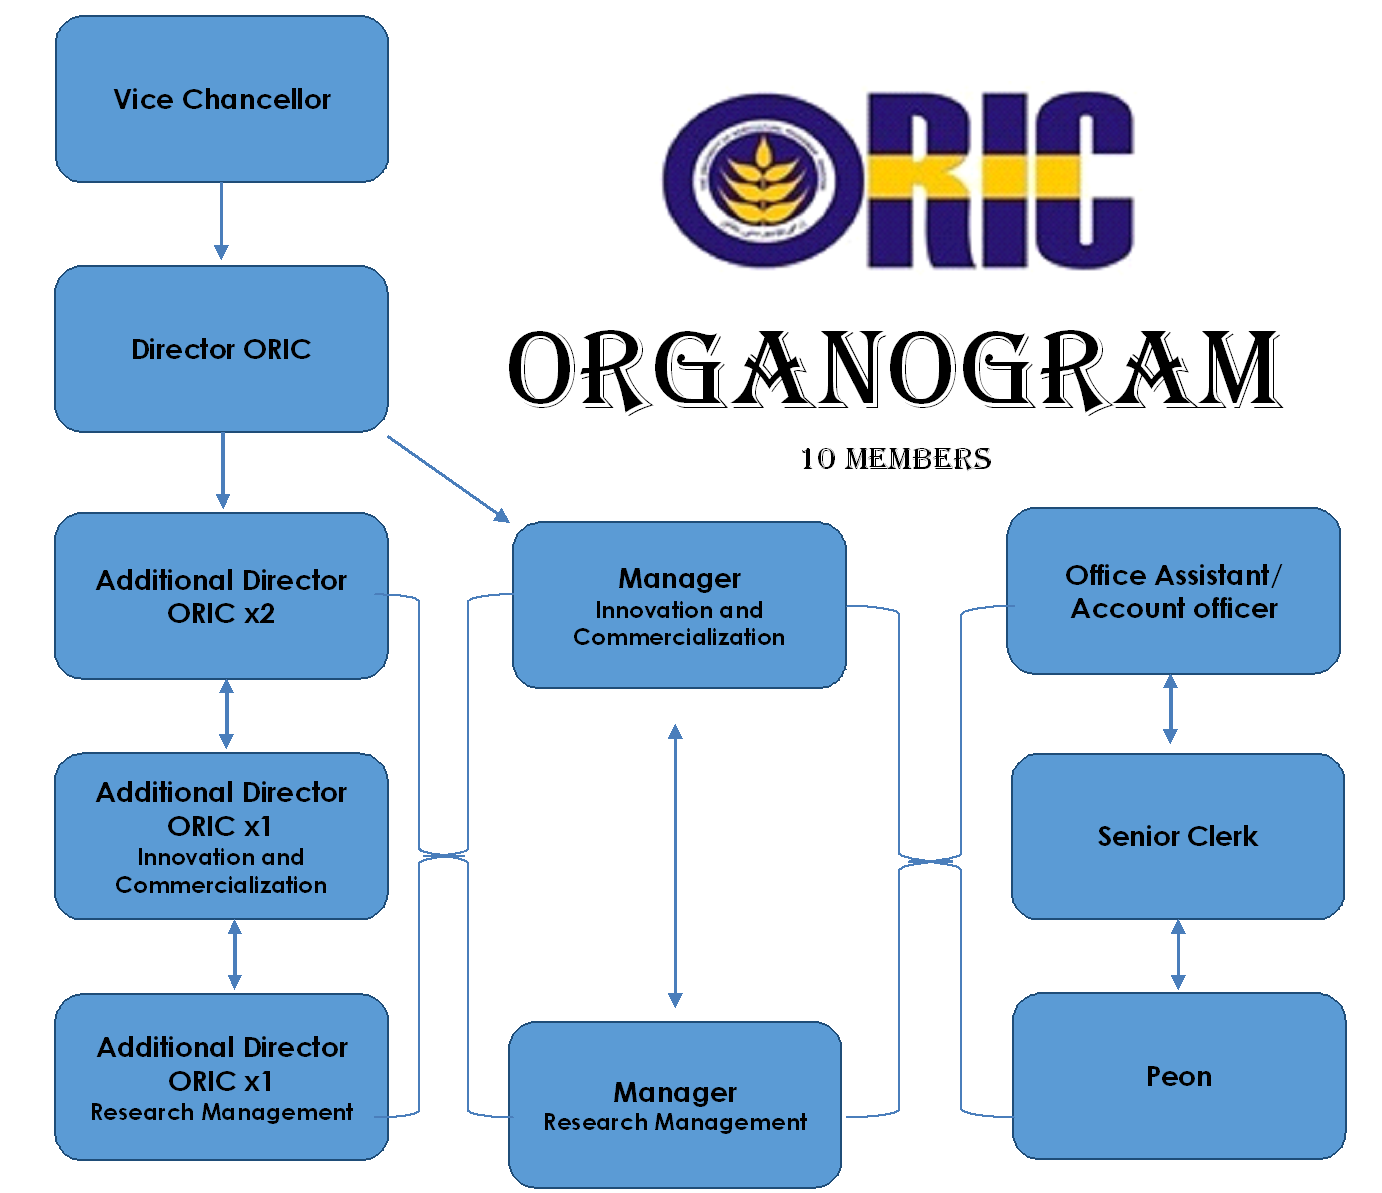 Vice Chancellor
ORIC
Director ORIC
ORGANOGRAM
10 MEMBERS
Additional Director
ORIC x2
Manager
Innovation and
Commercialization
Office Assistant/
Account officer
Additional Director
ORIC x1
Innovation and
Commercialization
Senior Clerk
Additional Director
ORIC x1
Research Management
Manager
Research Management
Peon